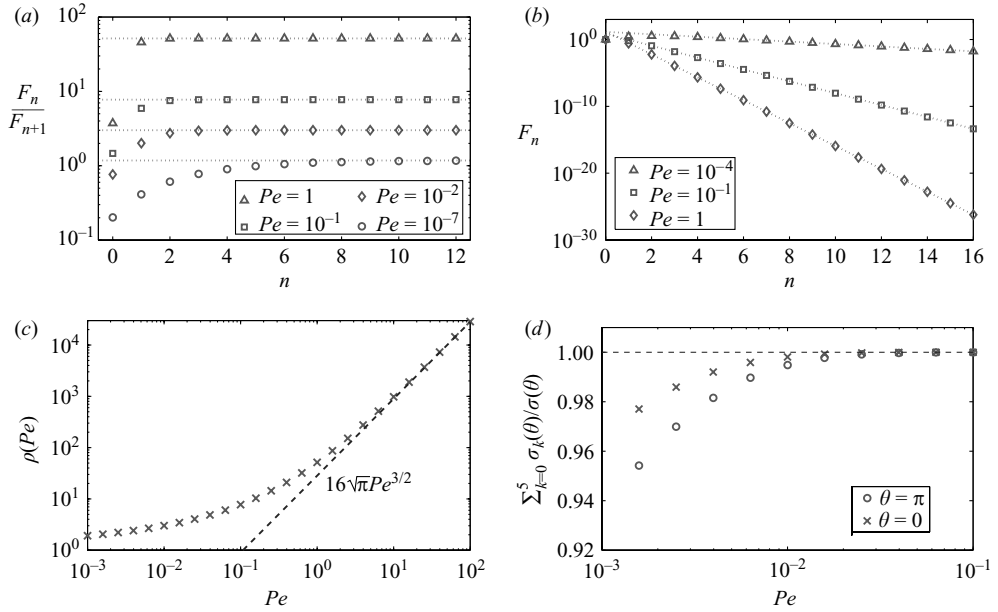 (a)
10^2
10^1
10^0
10^{-1}
F_n
F_{n+1}
Pe = 1
Pe = 10^{-2}
Pe = 10^{-1}
Pe = 10^{-7}
0 2 4 6 8 10 12
n
(b)
10^0
10^{-10}
10^{-20}
10^{-30}
F_n
Pe = 10^{-4}
Pe = 10^{-1}
Pe = 1
0 2 4 6 8 10 12 14 16
n
(c)
10^4
10^3
10^2
10^1
10^0
ρ(Pe)
16√π Pe^{3/2}
10^{-3} 10^{-2} 10^{-1} 10^0 10^1 10^2
Pe
(d)
1.00
0.98
0.96
0.94
0.92
Σ^5_{k=0} σ_k(θ)/σ(θ)
θ = π
θ = 0
10^{-3} 10^{-2} 10^{-1}
Pe